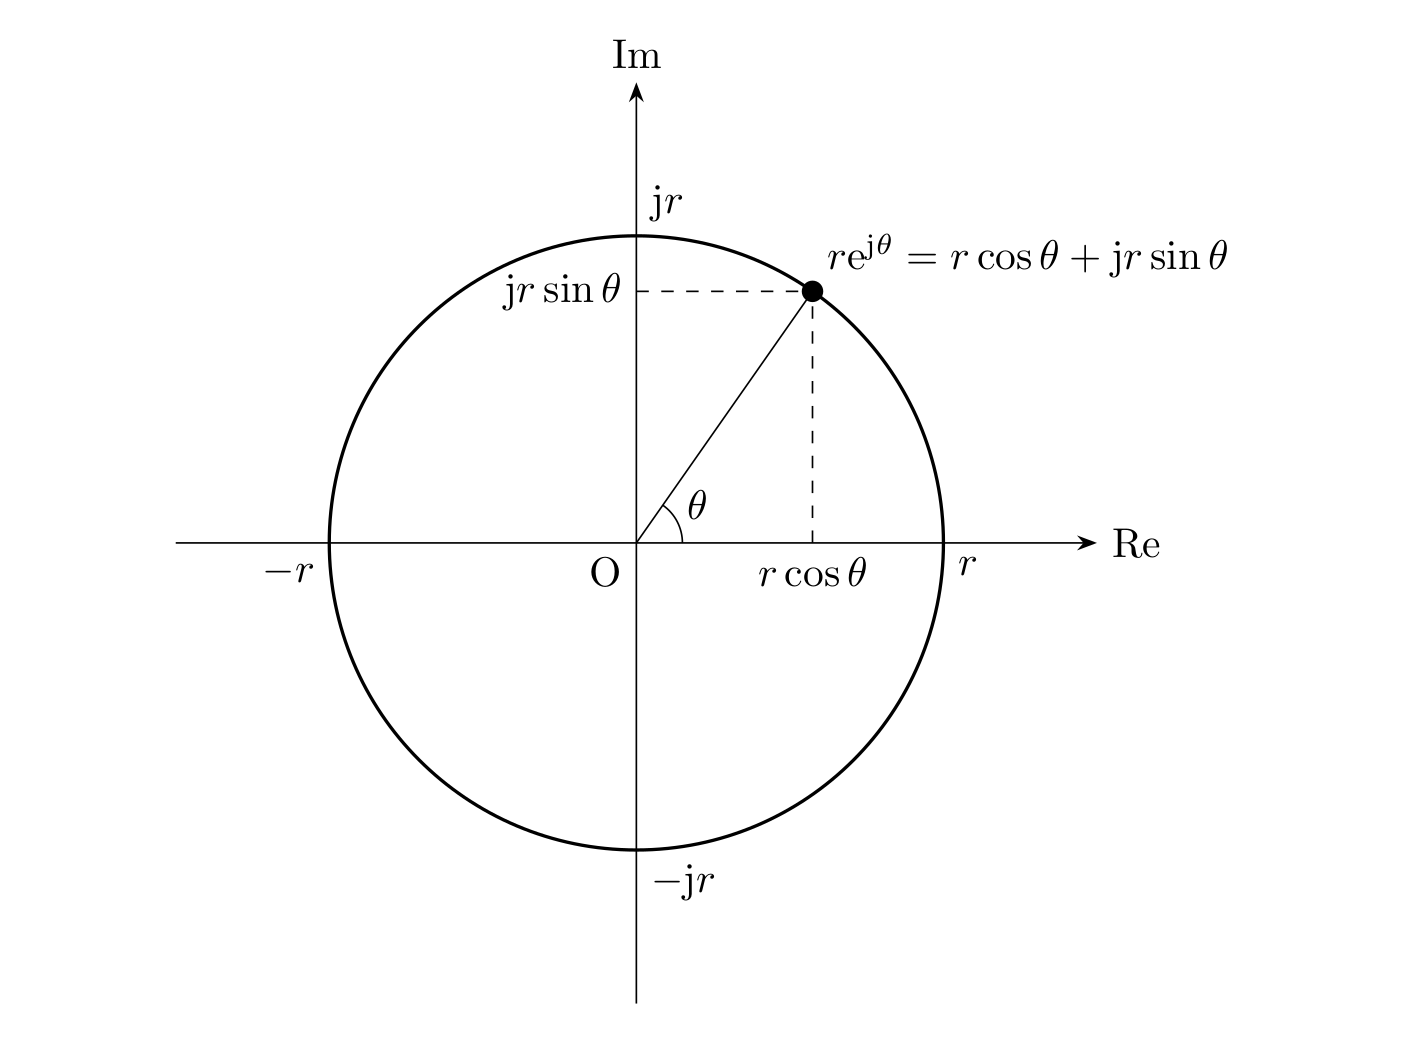 Im
jr
re^{jθ} = r cos θ + jr sin θ
jr sin θ
θ
Re
−r
O
r cos θ
r
−jr